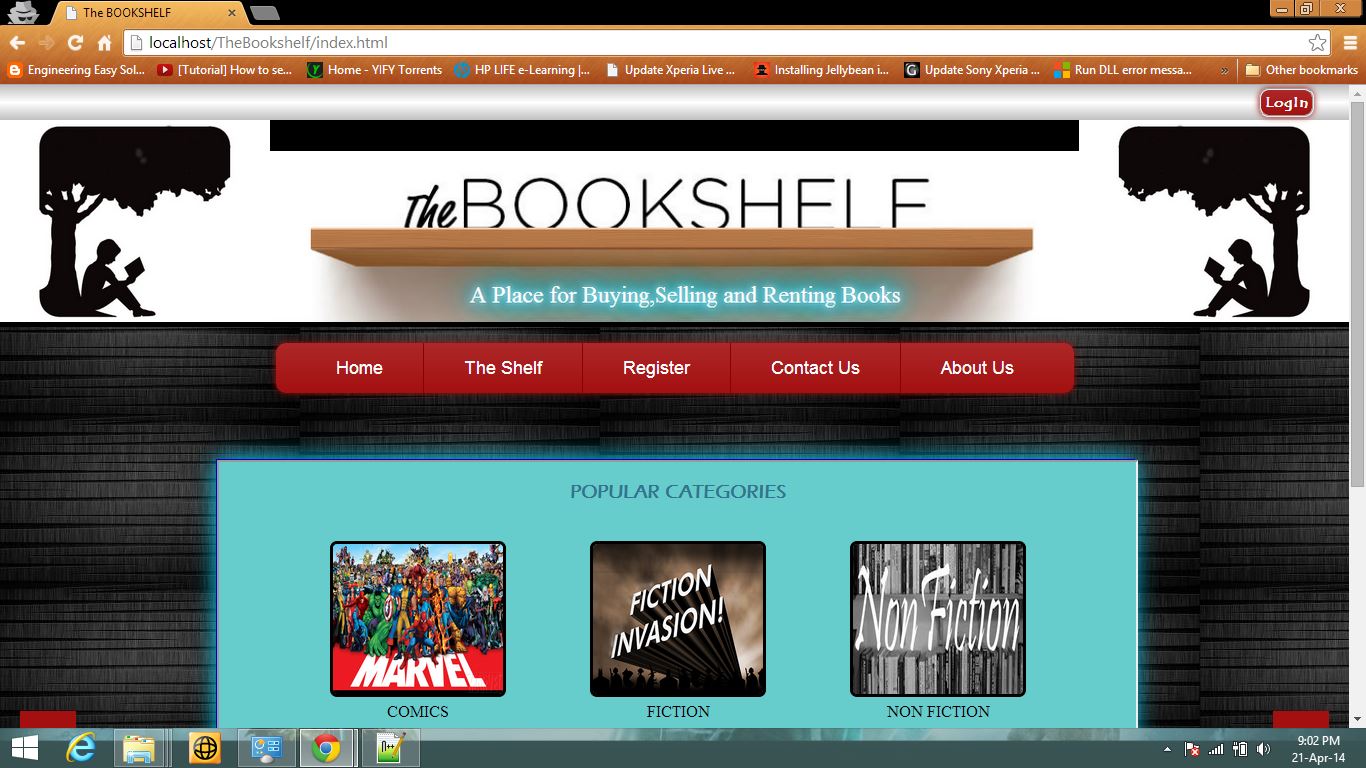 The BOOKSHELF
localhost/TheBookshelf/index.html
Engineering Easy Sol...
[Tutorial] How to se...
Home - YIFY Torrents
HP LIFE e-Learning |...
Update Xperia Live ...
Installing Jellybean i...
Update Sony Xperia ...
Run DLL error messa...
»
Other bookmarks
LogIn
The BOOKSHELF
A Place for Buying,Selling and Renting Books
Home
The Shelf
Register
Contact Us
About Us
POPULAR CATEGORIES
MARVEL
FICTION
INVASION!
Non Fiction
COMICS
FICTION
NON FICTION
9:02 PM
21-Apr-14